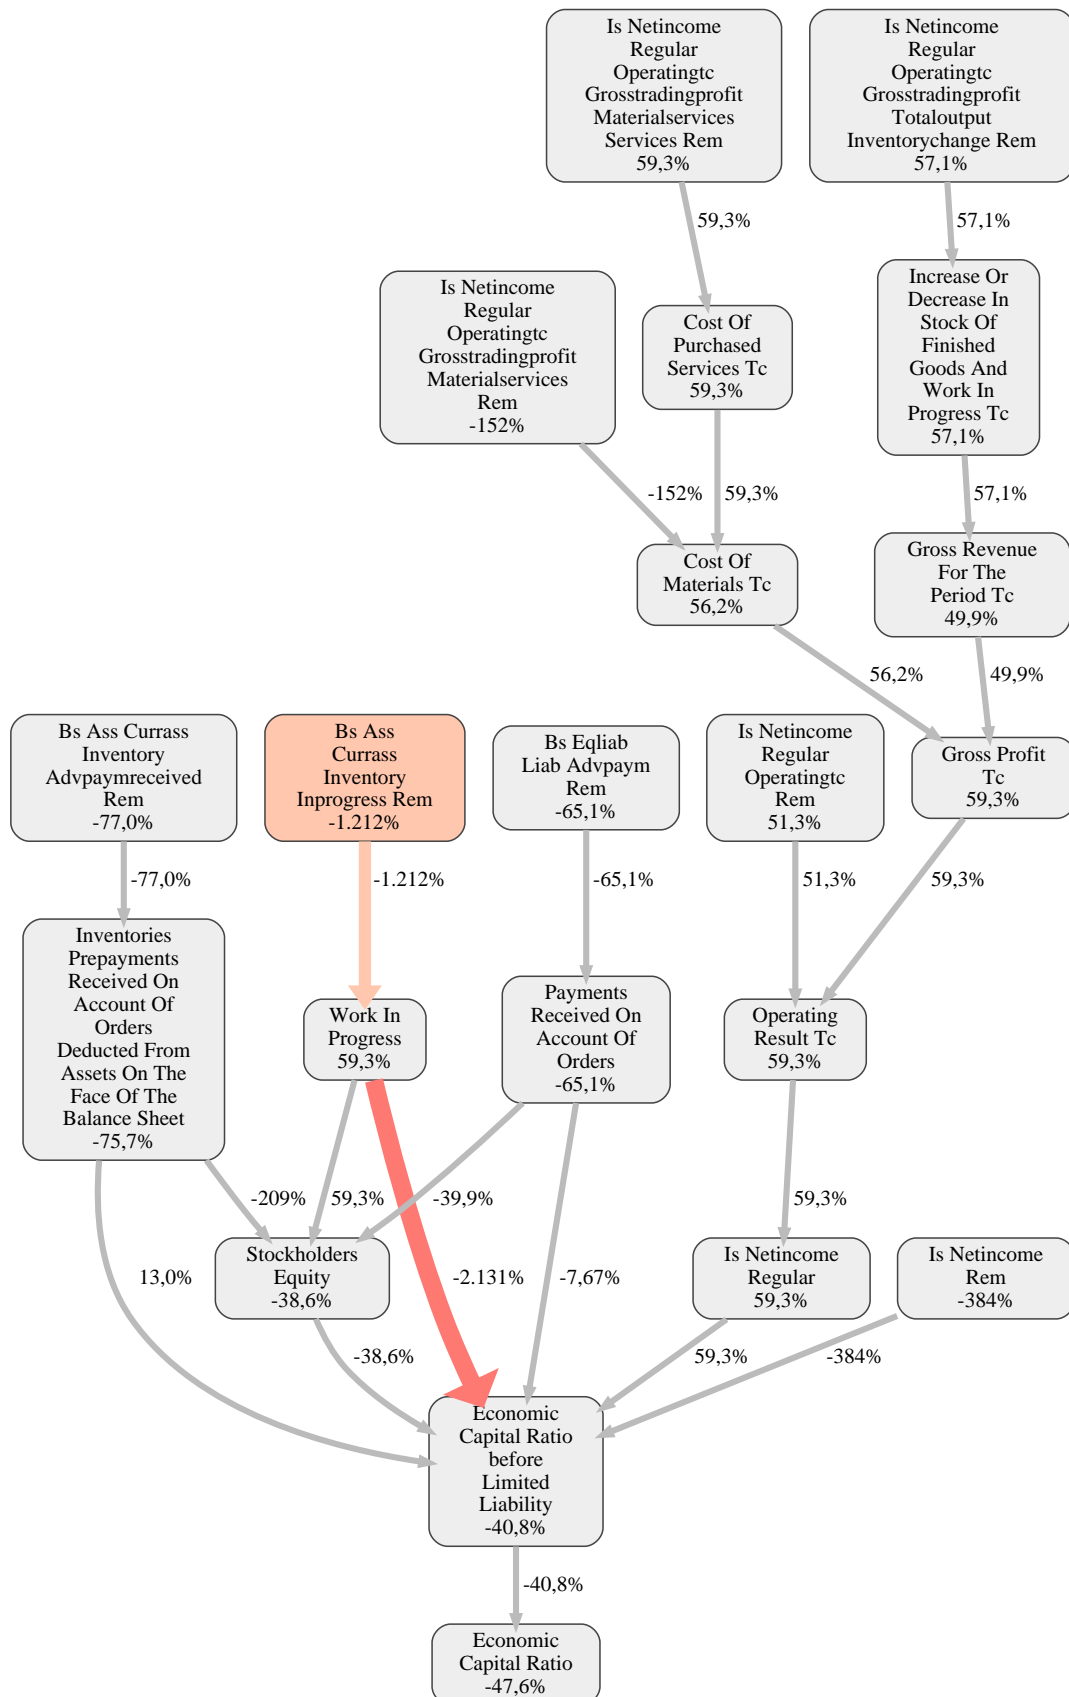 Is Netincome
Regular
Operatingtc
Grosstradingprofit
Materialservices
Services Rem
59,3%
Is Netincome
Regular
Operatingtc
Grosstradingprofit
Totaloutput
Inventorychange Rem
57,1%
59,3%
57,1%
Is Netincome
Regular
Operatingtc
Grosstradingprofit
Materialservices
Rem
-152%
Cost Of
Purchased
Services Tc
59,3%
Increase Or
Decrease In
Stock Of
Finished
Goods And
Work In
Progress Tc
57,1%
-152%
59,3%
57,1%
Cost Of
Materials Tc
56,2%
Gross Revenue
For The
Period Tc
49,9%
56,2%
49,9%
Bs Ass Currass
Inventory
Advpaymreceived
Rem
-77,0%
Bs Ass
Currass
Inventory
Inprogress Rem
-1.212%
Bs Eqliab
Liab Advpaym
Rem
-65,1%
Is Netincome
Regular
Operatingtc
Rem
51,3%
Gross Profit
Tc
59,3%
-77,0%
-1.212%
-65,1%
51,3%
59,3%
Inventories
Prepayments
Received On
Account Of
Orders
Deducted From
Assets On The
Face Of The
Balance Sheet
-75,7%
Work In
Progress
59,3%
Payments
Received On
Account Of
Orders
-65,1%
Operating
Result Tc
59,3%
-209%
59,3%
-39,9%
59,3%
13,0%
Stockholders
Equity
-38,6%
-2.131%
-7,67%
Is Netincome
Regular
59,3%
Is Netincome
Rem
-384%
-38,6%
59,3%
-384%
Economic
Capital Ratio
before
Limited
Liability
-40,8%
-40,8%
Economic
Capital Ratio
-47,6%